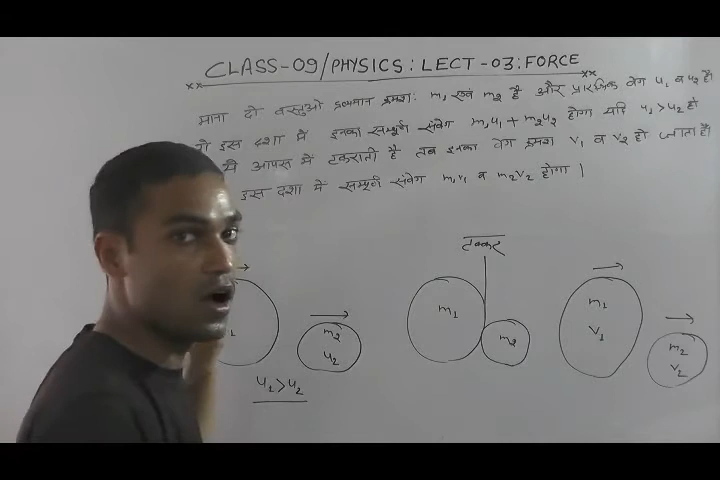 CLASS-09/PHYSICS: LECT-03: FORCE
माना दो वस्तुओ द्रव्यमान क्रमश: m₁ एवं m₂ है और प्रारम्भिक वेग u₁ व u₂ है।
तो इस दशा में इनका सम्पूर्ण संवेग m₁u₁ + m₂u₂ होगा यदि u₁ > u₂ हो
ये आपस में टकराती है तब इनका वेग क्रमश v₁ व v₂ हो जाता है।
इस दशा में सम्पूर्ण संवेग m₁v₁ व m₂v₂ होगा।
टक्कर
m₂
u₂
u₁ > u₂
m₁
m₂
m₁
v₁
m₂
v₂